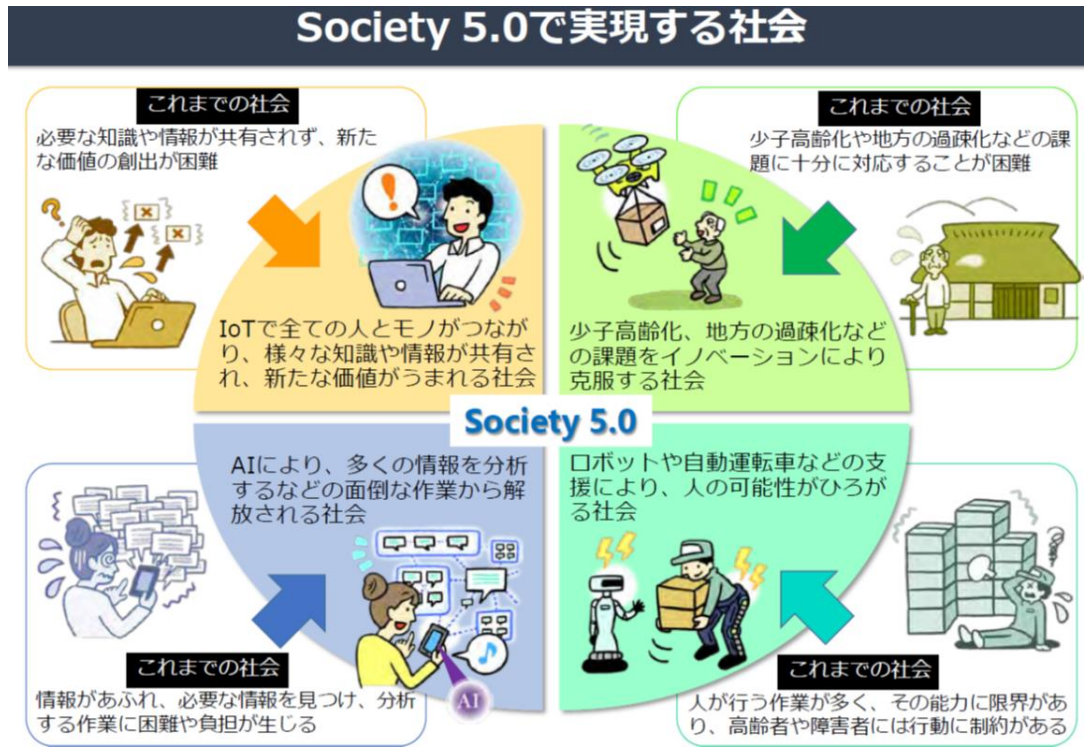 Society 5.0で実現する社会
これまでの社会
必要な知識や情報が共有されず、新た
な価値の創出が困難
IoTで全ての人とモノがつなが
り、様々な知識や情報が共有さ
れ、新たな価値がうまれる社会
これまでの社会
少子高齢化や地方の過疎化などの課
題に十分に対応することが困難
少子高齢化、地方の過疎化など
の課題をイノベーションにより
克服する社会
Society 5.0
AIにより、多くの情報を分析
するなどの面倒な作業から解
放される社会
AI
これまでの社会
情報があふれ、必要な情報を見つけ、分析
する作業に困難や負担が生じる
ロボットや自動運転車などの支
援により、人の可能性がひろが
る社会
これまでの社会
人が行う作業が多く、その能力に限界があ
り、高齢者や障害者には行動に制約がある